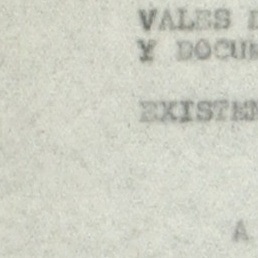 VALES
Y DOCUM
EXISTEN
A